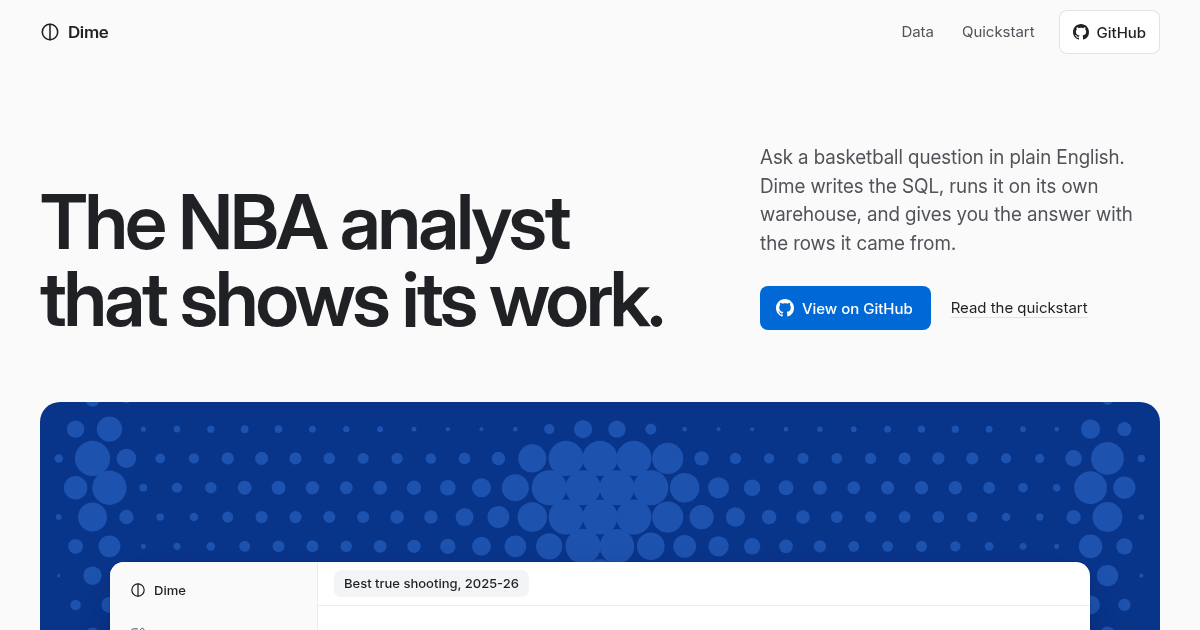 Dime
Data
Quickstart
GitHub
The NBA analyst
that shows its work.
Ask a basketball question in plain English.
Dime writes the SQL, runs it on its own
warehouse, and gives you the answer with
the rows it came from.
View on GitHub
Read the quickstart
Dime
Best true shooting, 2025-26